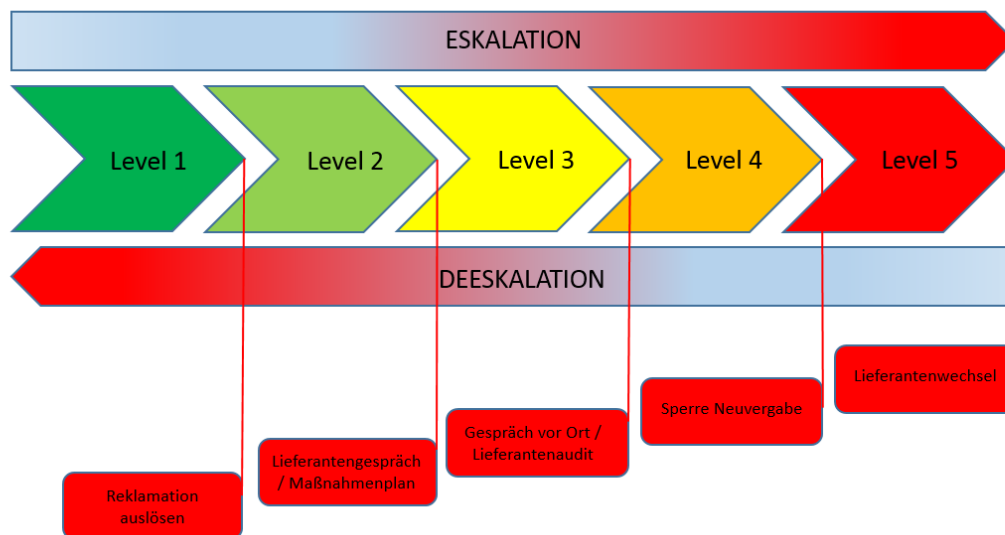 ESKALATION
Level 1
Level 2
Level 3
Level 4
Level 5
DEESKALATION
Reklamation
auslösen
Lieferantengespräch
/ Maßnahmenplan
Gespräch vor Ort /
Lieferantenaudit
Sperre Neuvergabe
Lieferantenwechsel